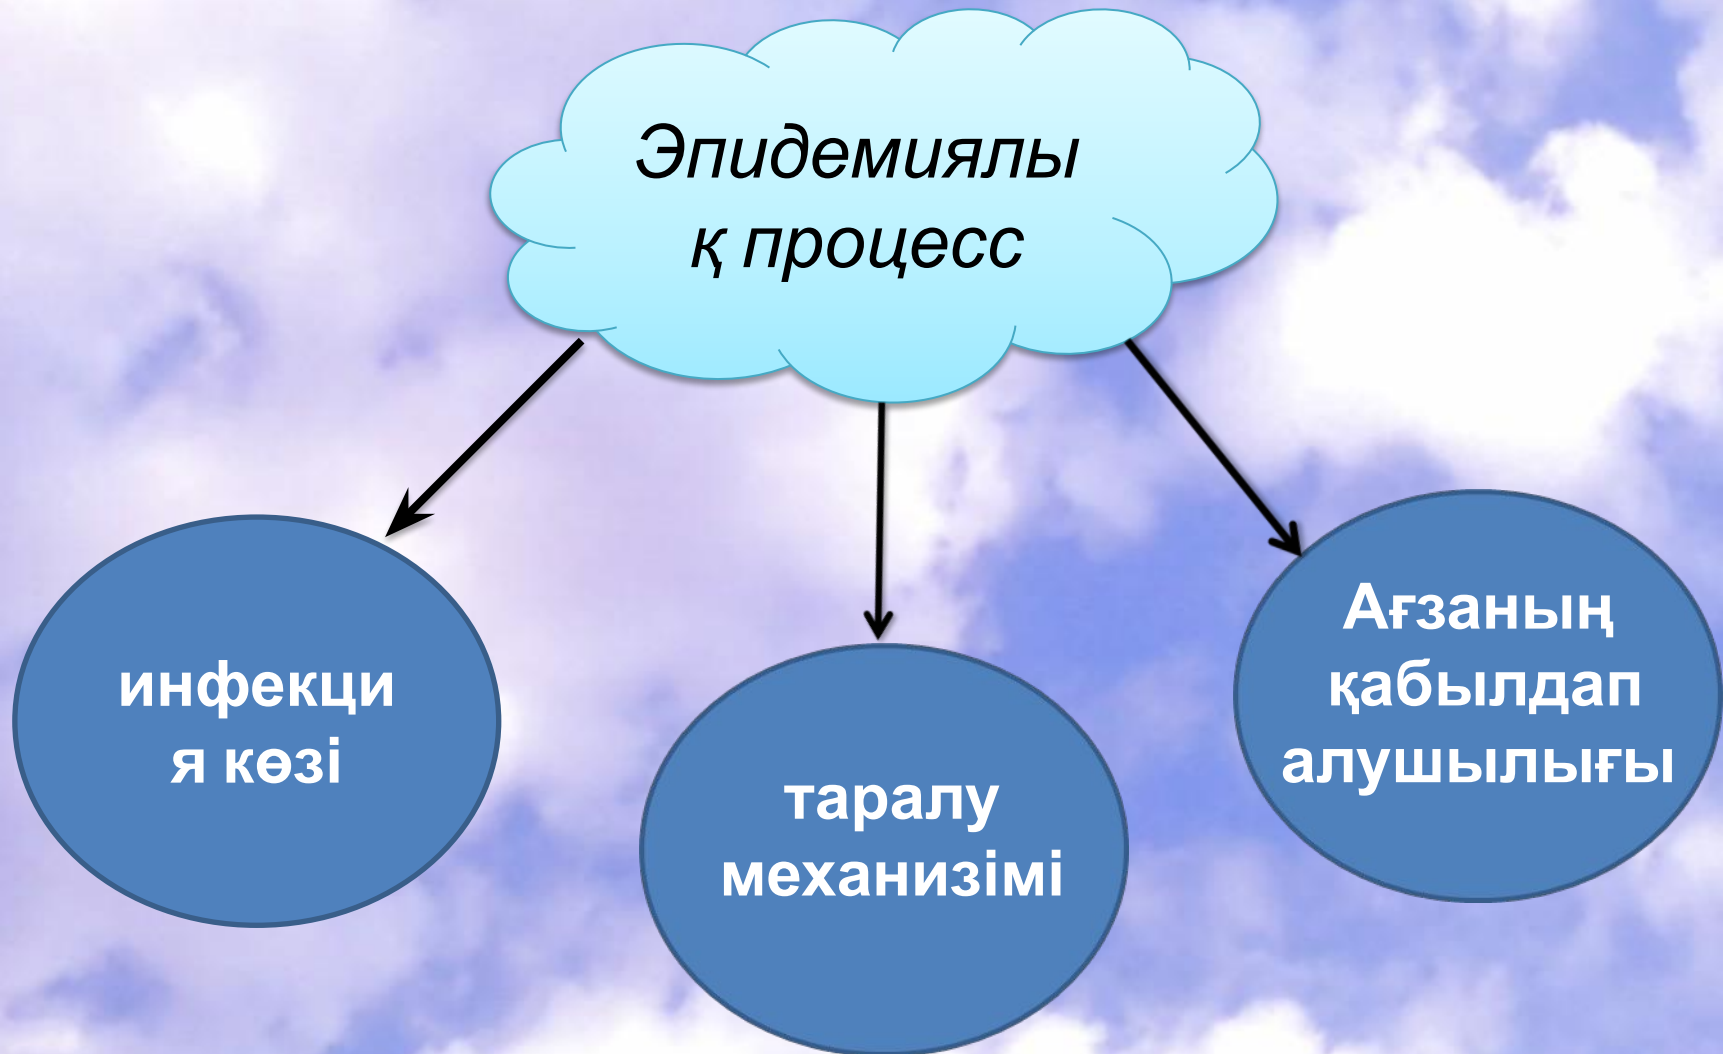 Эпидемиялы
қ процесс
инфекци
я көзі
таралу
механизімі
Ағзаның
қабылдап
алушылығы